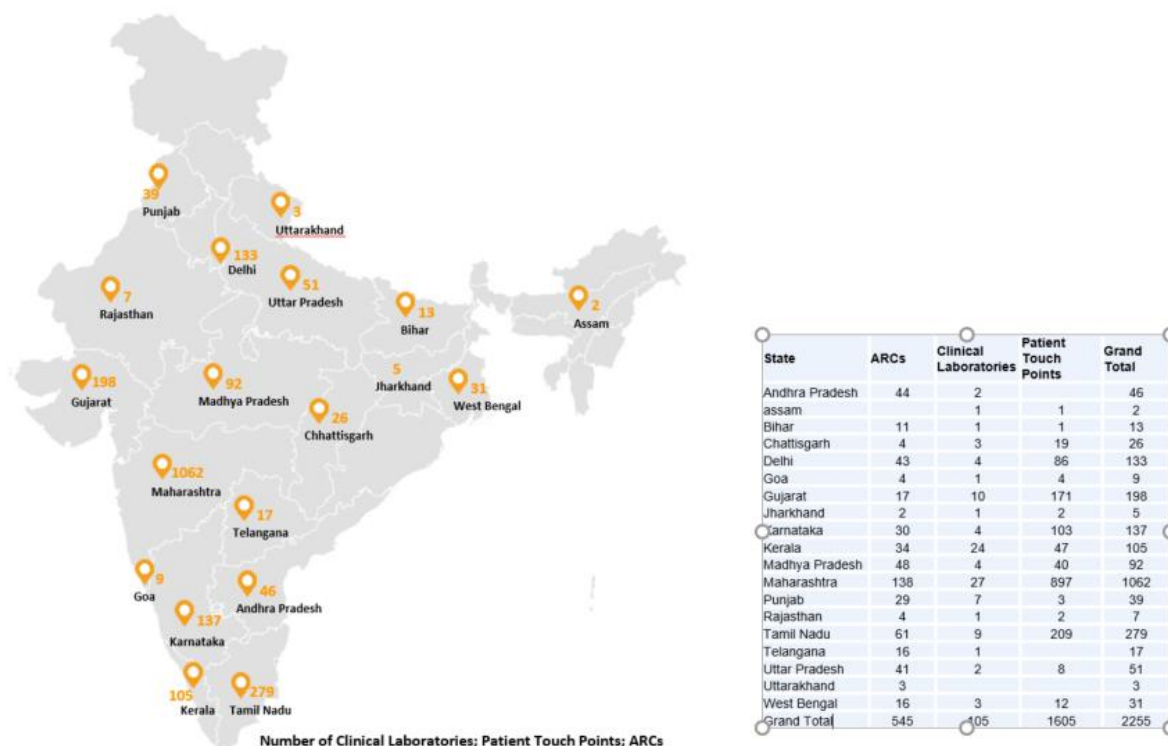 39
Punjab
3
Uttarakhand
133
Delhi
51
Uttar Pradesh
7
Rajasthan
13
Bihar
2
Assam
198
Gujarat
92
Madhya Pradesh
5
Jharkhand
31
West Bengal
26
Chhattisgarh
1062
Maharashtra
17
Telangana
9
Goa
46
Andhra Pradesh
137
Karnataka
105
Kerala
279
Tamil Nadu
Number of Clinical Laboratories; Patient Touch Points; ARCs
State ARCs Clinical Laboratories Patient Touch Points Grand Total
Andhra Pradesh 44 2 46
assam 1 1 2
Bihar 11 1 1 13
Chattisgarh 4 3 19 26
Delhi 43 4 86 133
Goa 4 1 4 9
Gujarat 17 10 171 198
Jharkhand 2 1 2 5
Karnataka 30 4 103 137
Kerala 34 24 47 105
Madhya Pradesh 48 4 40 92
Maharashtra 138 27 897 1062
Punjab 29 7 3 39
Rajasthan 4 1 2 7
Tamil Nadu 61 9 209 279
Telangana 16 1 17
Uttar Pradesh 41 2 8 51
Uttarakhand 3 3
West Bengal 16 3 12 31
Grand Total 545 105 1605 2255